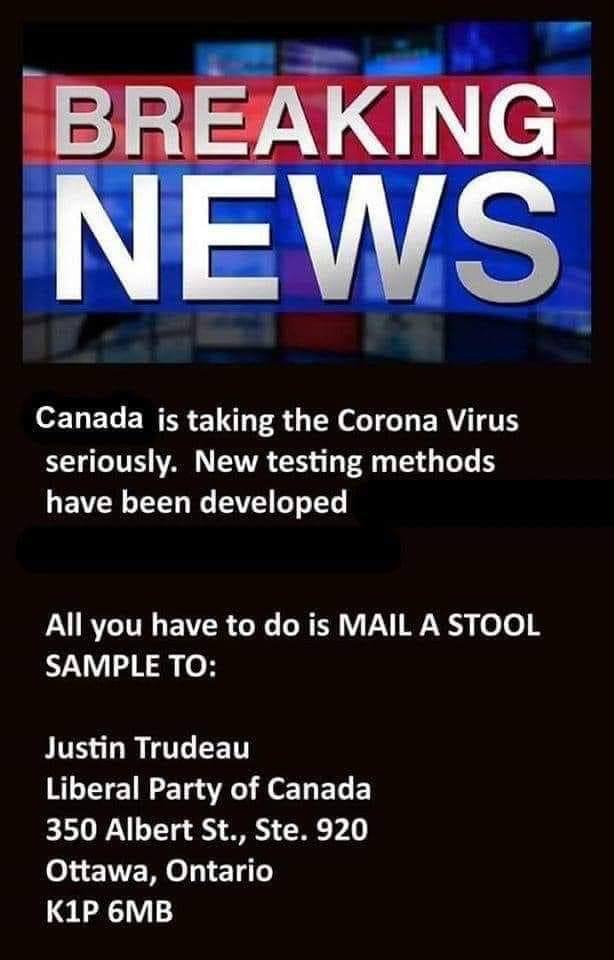 BREAKING
NEWS
Canada is taking the Corona Virus
seriously. New testing methods
have been developed
All you have to do is MAIL A STOOL
SAMPLE TO:
Justin Trudeau
Liberal Party of Canada
350 Albert St., Ste. 920
Ottawa, Ontario
K1P 6MB